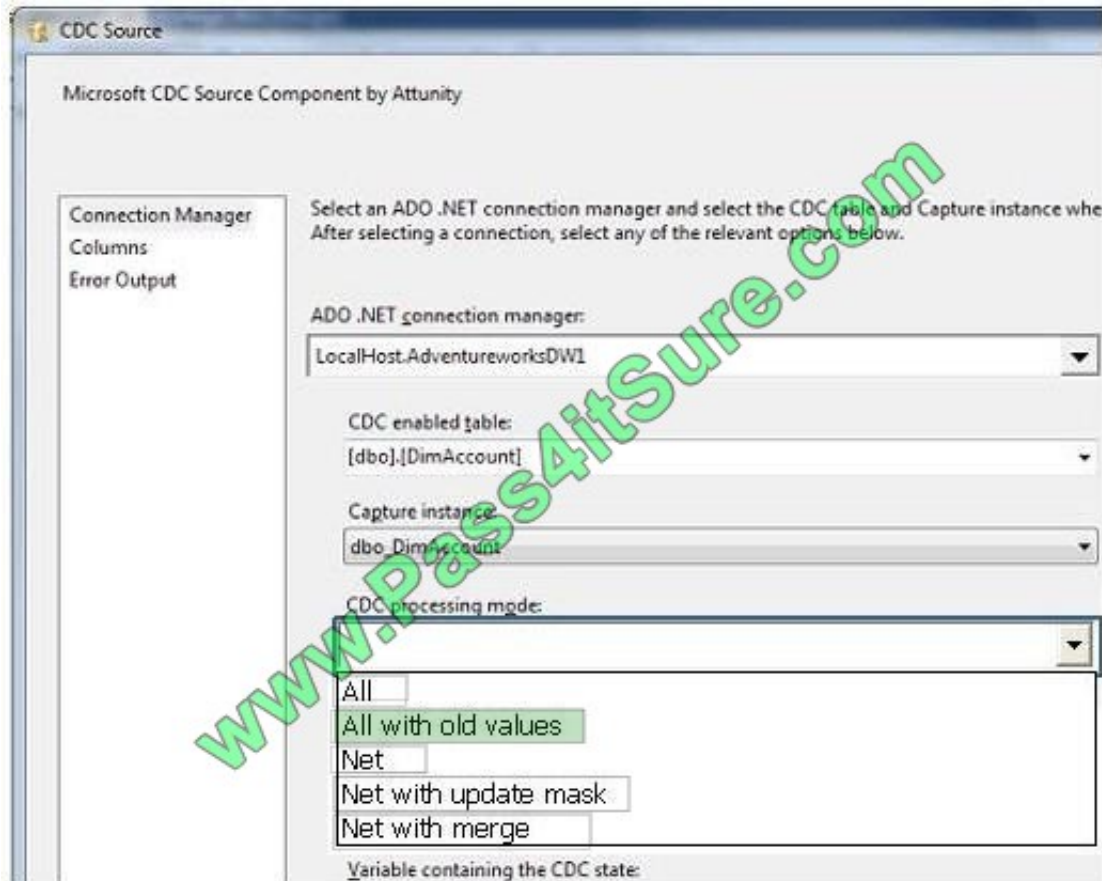 CDC Source
Microsoft CDC Source Component by Attunity
Connection Manager
Columns
Error Output
Select an ADO .NET connection manager and select the CDC table and Capture instance whe
After selecting a connection, select any of the relevant options below.
ADO .NET connection manager:
LocalHost.AdventureworksDW1
CDC enabled table:
[dbo].[DimAccount]
Capture instance:
dbo_DimAccount
CDC processing mode:
All
All with old values
Net
Net with update mask
Net with merge
Variable containing the CDC state:
www.Pass4itSure.com